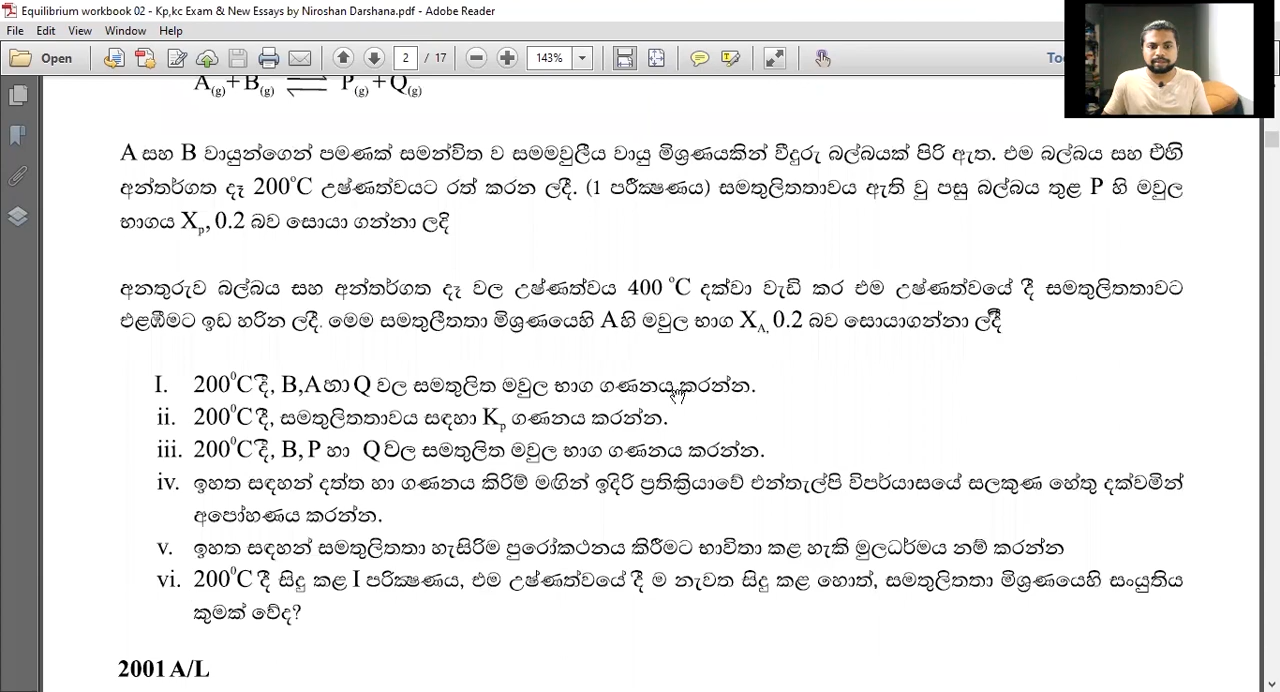 Equilibrium workbook 02 - Kp,kc Exam & New Essays by Niroshan Darshana.pdf - Adobe Reader
File Edit View Window Help
Open 2 / 17 143%
A(g) + B(g) ⇌ P(g) + Q(g)
A සහ B වායුන්ගෙන් පමණක් සමන්විත ව සමමවුලීය වායු මිශ්‍රණයකින් වීදුරු බල්බයක් පිරි ඇත. එම බල්බය සහ එහි
අන්තර්ගත දෑ 200°C උෂ්ණත්වයට රත් කරන ලදී. (1 පරීක්‍ෂණය) සමතුලිතතාවය ඇති වූ පසු බල්බය තුළ P හි මවුල
භාගය Xp, 0.2 බව සොයා ගන්නා ලදි
අනතුරුව බල්බය සහ අන්තර්ගත දෑ වල උෂ්ණත්වය 400 °C දක්වා වැඩි කර එම උෂ්ණත්වයේ දී සමතුලිතතාවට
එළඹීමට ඉඩ හරින ලදී. මෙම සමතුලීතතා මිශ්‍රණයෙහි A හි මවුල භාග XA, 0.2 බව සොයාගන්නා ලදී
I. 200⁰C දී, B,A හා Q වල සමතුලිත මවුල භාග ගණනය කරන්න.
ii. 200⁰C දී, සමතුලිතතාවය සඳහා Kp ගණනය කරන්න.
iii. 200⁰C දී, B, P හා Q වල සමතුලිත මවුල භාග ගණනය කරන්න.
iv. ඉහත සඳහන් දත්ත හා ගණනය කිරිම් මඟින් ඉදිරි ප්‍රතික්‍රියාවේ එන්තැල්පි විපර්යාසයේ සලකුණ හේතු දක්වමින්
අපෝහණය කරන්න.
v. ඉහත සඳහන් සමතුලිතතා හැසිරිම පුරෝකථනය කිරීමට භාවිතා කළ හැකි මුලධර්මය නම් කරන්න
vi. 200⁰C දී සිදු කළ I පරික්‍ෂණය, එම උෂ්ණත්වයේ දී ම නැවත සිදු කළ හොත්, සමතුලිතතා මිශ්‍රණයෙහි සංයුතිය
කුමක් වේද?
2001 A/L